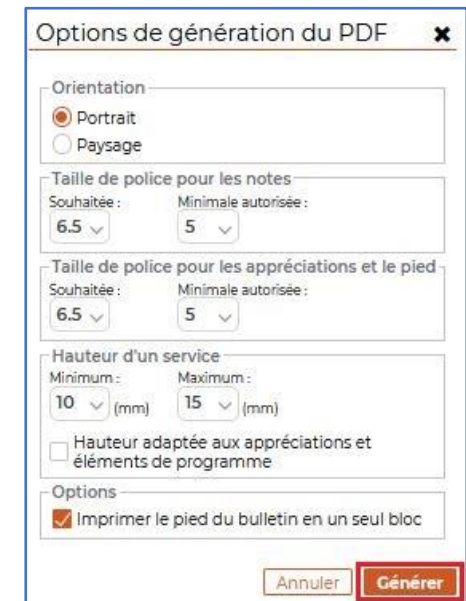 Options de génération du PDF
Orientation
Portrait
Paysage
Taille de police pour les notes
Souhaitée : Minimale autorisée :
6.5 5
Taille de police pour les appréciations et le pied
Souhaitée : Minimale autorisée :
6.5 5
Hauteur d'un service
Minimum : Maximum :
10 (mm) 15 (mm)
Hauteur adaptée aux appréciations et
éléments de programme
Options
Imprimer le pied du bulletin en un seul bloc
Annuler Générer